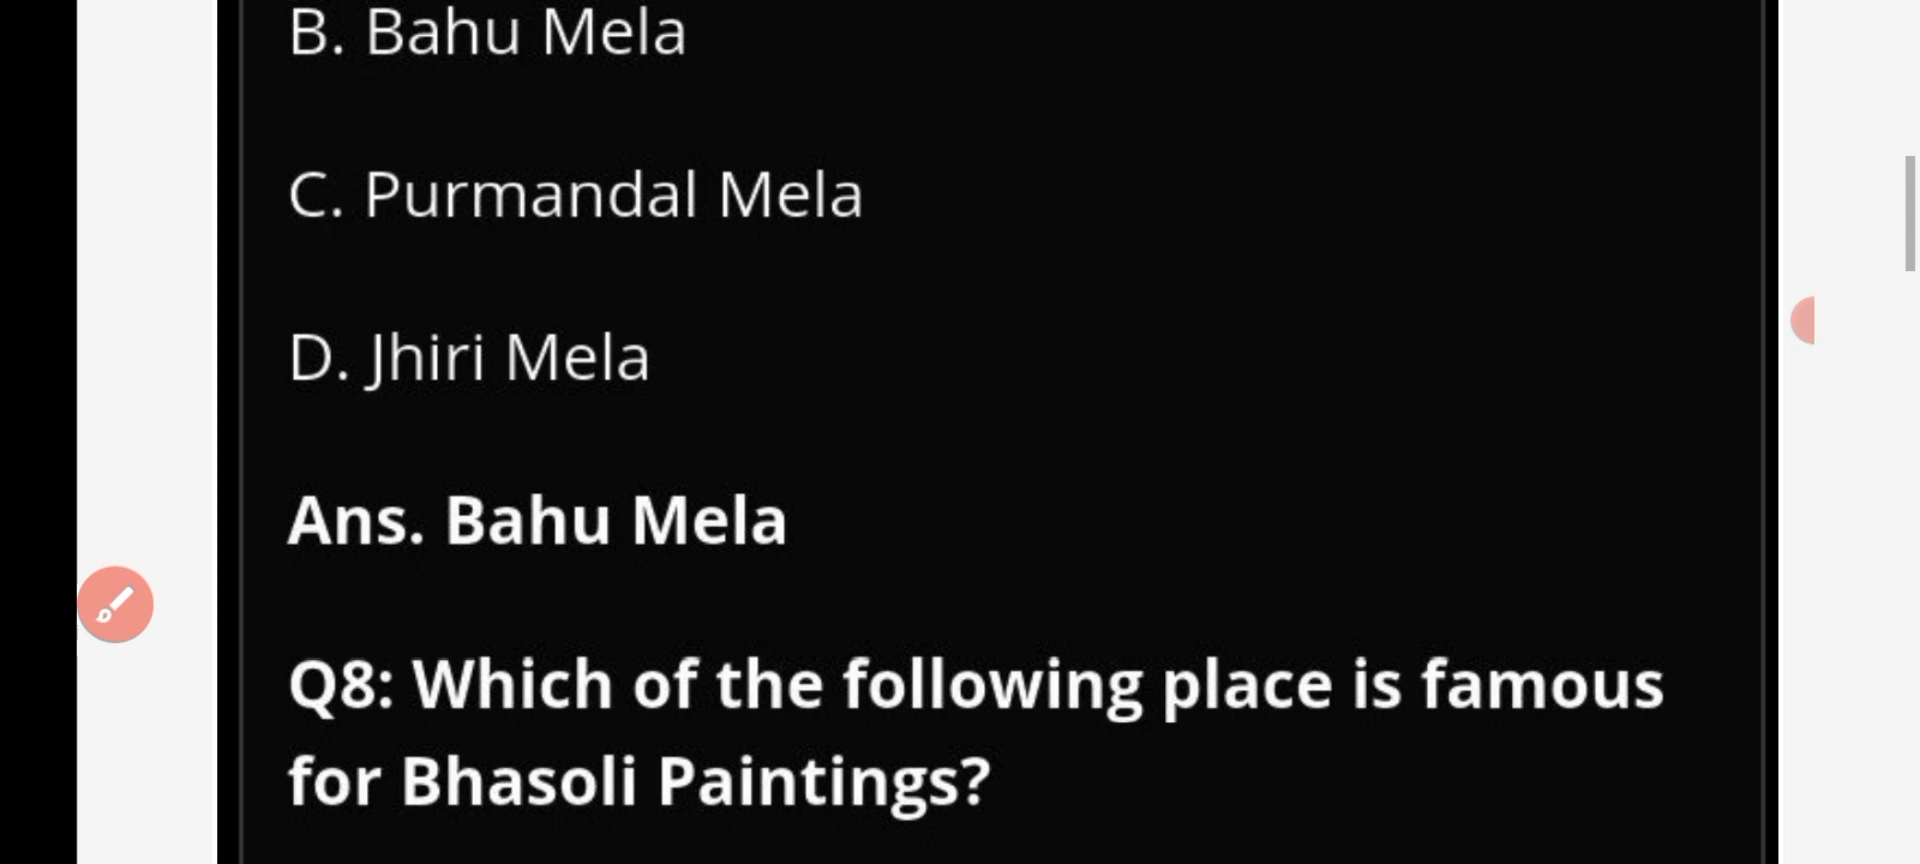 B. Bahu Mela
C. Purmandal Mela
D. Jhiri Mela
Ans. Bahu Mela
Q8: Which of the following place is famous
for Bhasoli Paintings?